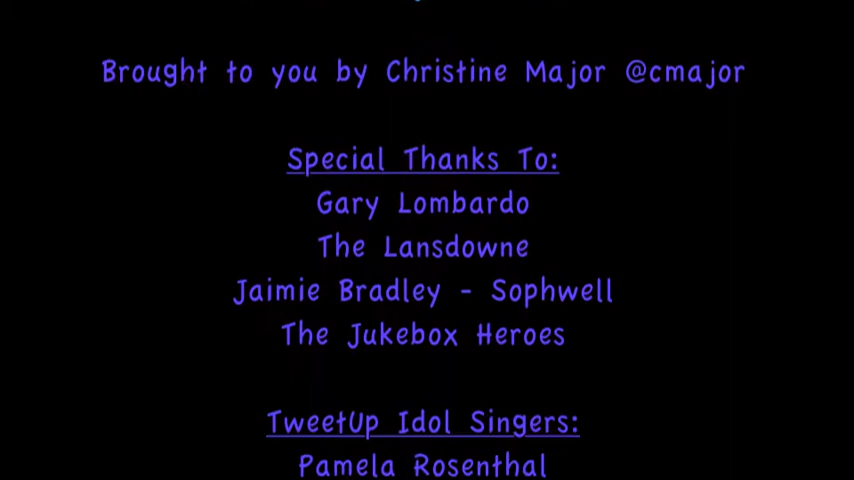 Brought to you by Christine Major @cmajor
Special Thanks To:
Gary Lombardo
The Lansdowne
Jaimie Bradley - Sophwell
The Jukebox Heroes
TweetUp Idol Singers:
Pamela Rosenthal